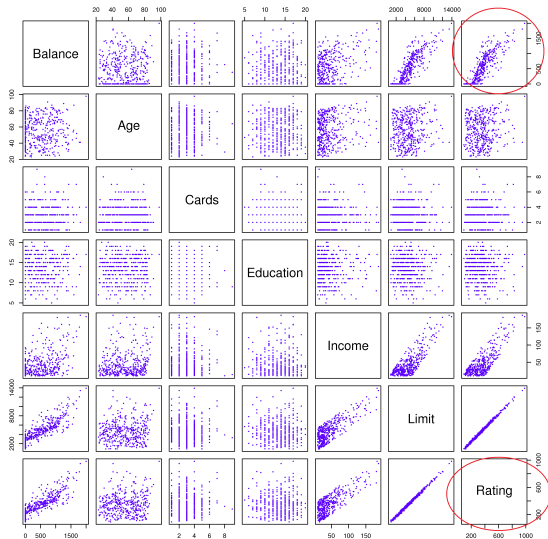 20 40 60 80 100
5 10 15 20
2000 8000 14000
Balance
0 500 1500
20 40 60 80 100
Age
Cards
2 4 6 8
5 10 15 20
Education
Income
50 100 150
2000 8000 14000
Limit
Rating
200 600 1000
0 500 1500
2 4 6 8
50 100 150
200 600 1000